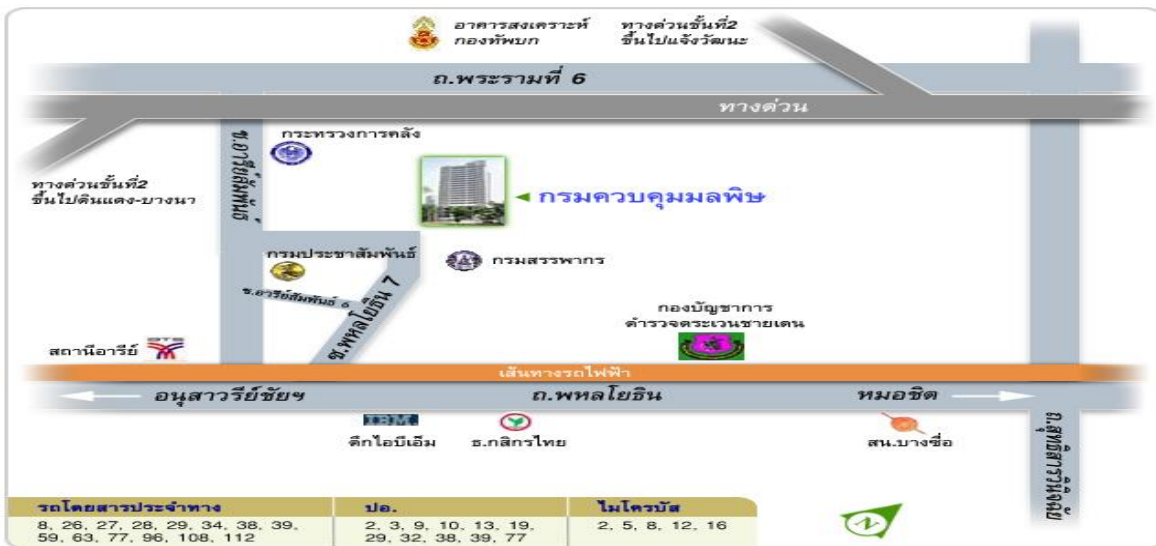 อาคารสงเคราะห์
กองทัพบก
ทางด่วนชั้นที่2
ขึ้นไปแจ้งวัฒนะ
ถ.พระรามที่ 6
ทางด่วน
กระทรวงการคลัง
ซ.อารีย์สัมพันธ์
ทางด่วนชั้นที่2
ขึ้นไปดินแดง-บางนา
กรมควบคุมมลพิษ
กรมประชาสัมพันธ์
กรมสรรพากร
ซ.อารีย์สัมพันธ์ 6
ซ.พหลโยธิน 7
กองบัญชาการ
ตำรวจตระเวนชายแดน
สถานีอารีย์
BTS
เส้นทางรถไฟฟ้า
อนุสาวรีย์ชัยฯ
ถ.พหลโยธิน
หมอชิต
IBM
ตึกไอบีเอ็ม
ธ.กสิกรไทย
สน.บางซื่อ
ถ.สุทธิสารวินิจฉัย
รถโดยสารประจำทาง
8, 26, 27, 28, 29, 34, 38, 39,
59, 63, 77, 96, 108, 112
ปอ.
2, 3, 9, 10, 13, 19,
29, 32, 38, 39, 77
ไมโครบัส
2, 5, 8, 12, 16
N